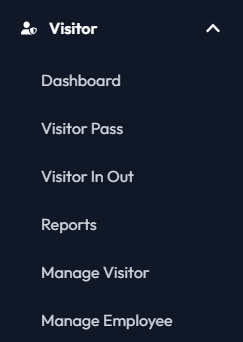 Visitor
Dashboard
Visitor Pass
Visitor In Out
Reports
Manage Visitor
Manage Employee